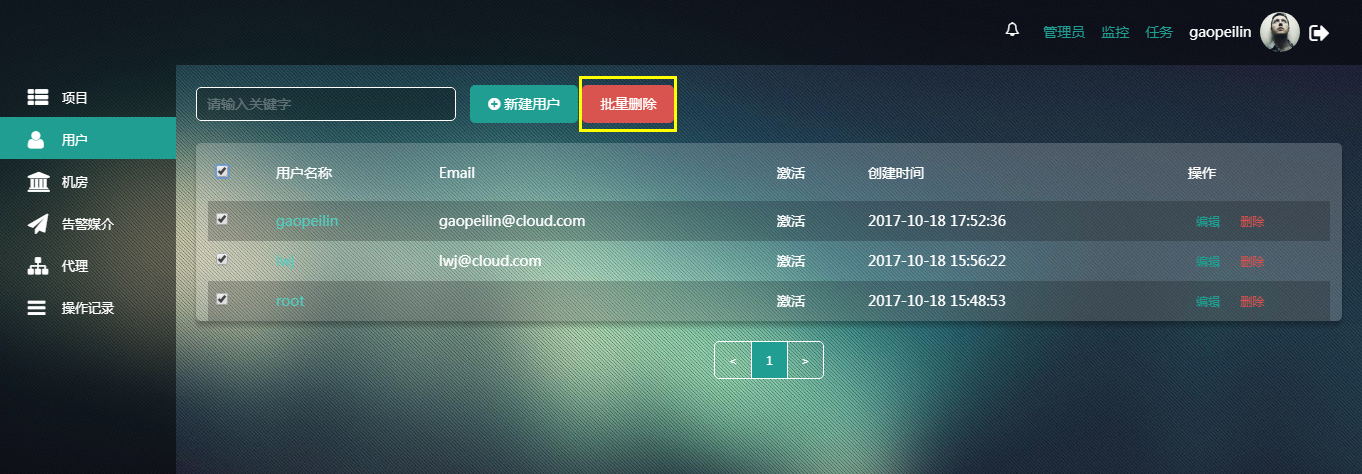 管理员 监控 任务 gaopeilin
项目
用户
机房
告警媒介
代理
操作记录
请输入关键字 新建用户 批量删除
用户名称 Email 激活 创建时间 操作
gaopeilin gaopeilin@cloud.com 激活 2017-10-18 17:52:36 编辑 删除
lwj lwj@cloud.com 激活 2017-10-18 15:56:22 编辑 删除
root 激活 2017-10-18 15:48:53 编辑 删除
< 1 >